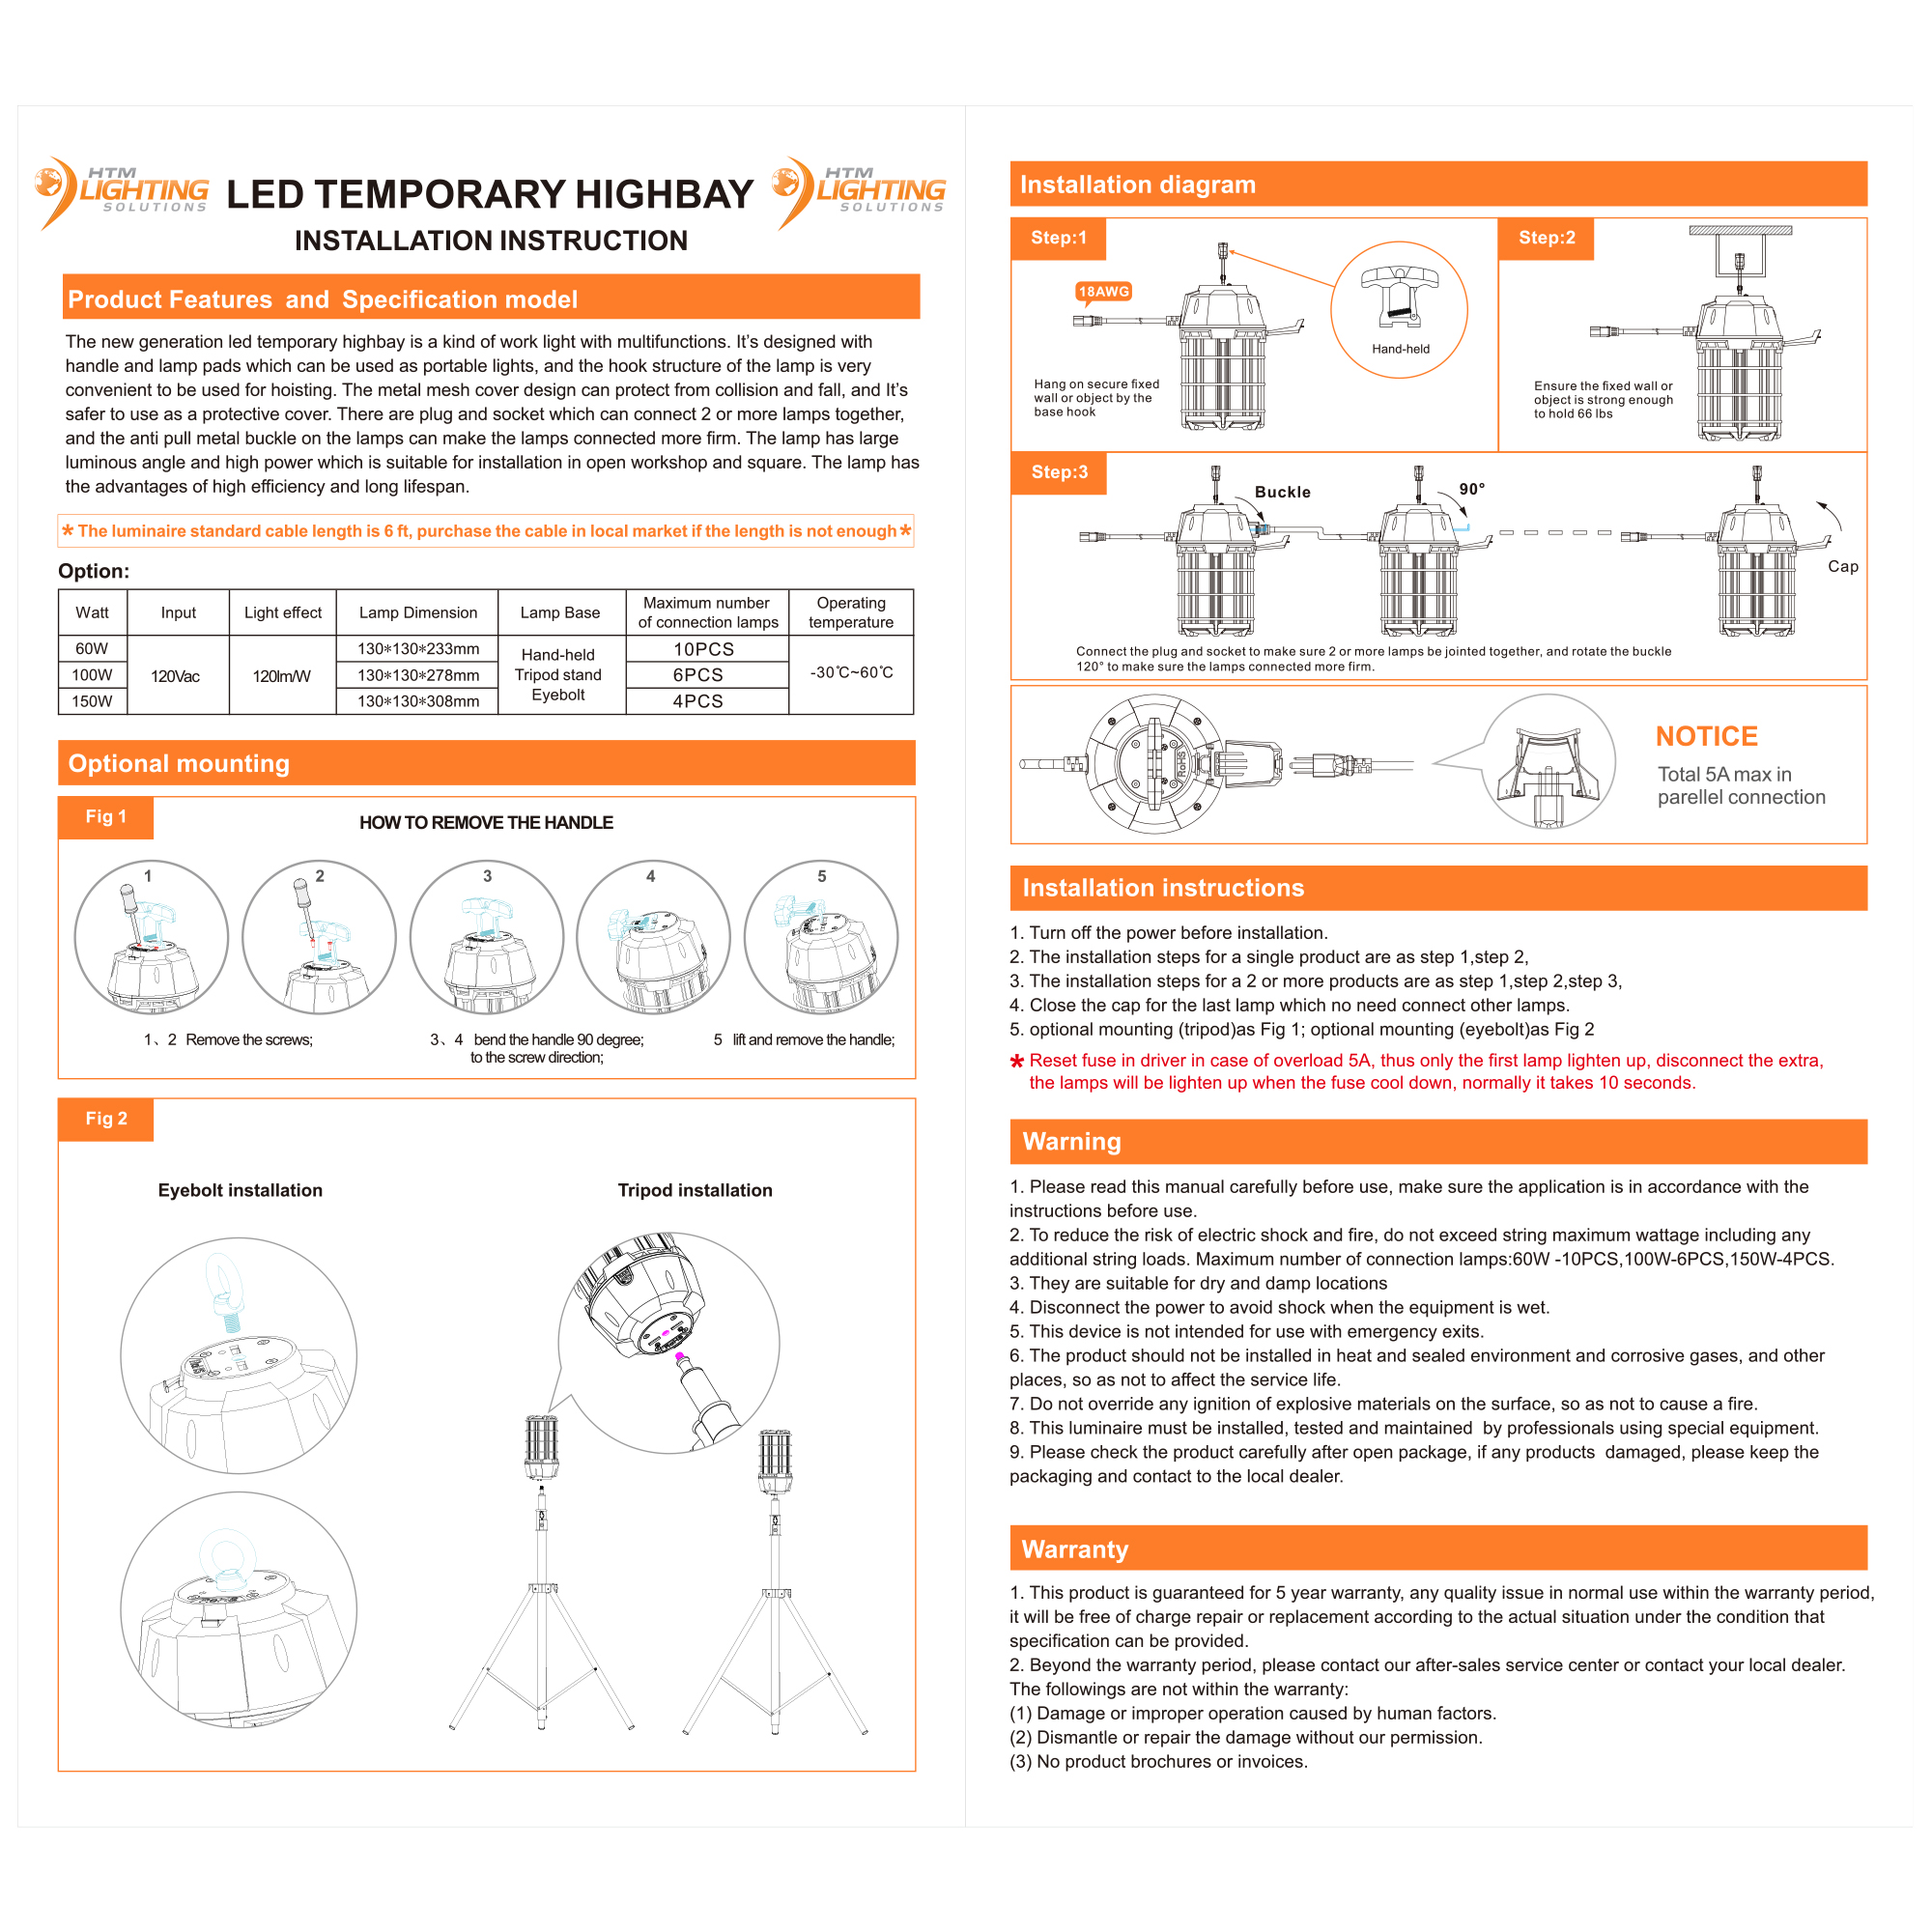 HTM
LIGHTING
SOLUTIONS
LED TEMPORARY HIGHBAY
HTM
LIGHTING
SOLUTIONS
INSTALLATION INSTRUCTION
Product Features and Specification model
The new generation led temporary highbay is a kind of work light with multifunctions. It's designed with
handle and lamp pads which can be used as portable lights, and the hook structure of the lamp is very
convenient to be used for hoisting. The metal mesh cover design can protect from collision and fall, and It's
safer to use as a protective cover. There are plug and socket which can connect 2 or more lamps together,
and the anti pull metal buckle on the lamps can make the lamps connected more firm. The lamp has large
luminous angle and high power which is suitable for installation in open workshop and square. The lamp has
the advantages of high efficiency and long lifespan.
* The luminaire standard cable length is 6 ft, purchase the cable in local market if the length is not enough *
Option:
Watt Input Light effect Lamp Dimension Lamp Base Maximum number of connection lamps Operating temperature
60W 120Vac 120lm/W 130*130*233mm Hand-held 10PCS -30℃~60℃
100W 130*130*278mm Tripod stand 6PCS
150W 130*130*308mm Eyebolt 4PCS
Optional mounting
Fig 1
HOW TO REMOVE THE HANDLE
1 2 3 4 5
1、2 Remove the screws;
3、4 bend the handle 90 degree;
to the screw direction;
5 lift and remove the handle;
Fig 2
Eyebolt installation
Tripod installation
Installation diagram
Step:1
18AWG
Hand-held
Hang on secure fixed
wall or object by the
base hook
Step:2
Ensure the fixed wall or
object is strong enough
to hold 66 lbs
Step:3
Buckle
90°
Cap
Connect the plug and socket to make sure 2 or more lamps be jointed together, and rotate the buckle
120° to make sure the lamps connected more firm.
RoHS
NOTICE
Total 5A max in
parellel connection
Installation instructions
1. Turn off the power before installation.
2. The installation steps for a single product are as step 1,step 2,
3. The installation steps for a 2 or more products are as step 1,step 2,step 3,
4. Close the cap for the last lamp which no need connect other lamps.
5. optional mounting (tripod)as Fig 1; optional mounting (eyebolt)as Fig 2
* Reset fuse in driver in case of overload 5A, thus only the first lamp lighten up, disconnect the extra,
the lamps will be lighten up when the fuse cool down, normally it takes 10 seconds.
Warning
1. Please read this manual carefully before use, make sure the application is in accordance with the
instructions before use.
2. To reduce the risk of electric shock and fire, do not exceed string maximum wattage including any
additional string loads. Maximum number of connection lamps:60W -10PCS,100W-6PCS,150W-4PCS.
3. They are suitable for dry and damp locations
4. Disconnect the power to avoid shock when the equipment is wet.
5. This device is not intended for use with emergency exits.
6. The product should not be installed in heat and sealed environment and corrosive gases, and other
places, so as not to affect the service life.
7. Do not override any ignition of explosive materials on the surface, so as not to cause a fire.
8. This luminaire must be installed, tested and maintained by professionals using special equipment.
9. Please check the product carefully after open package, if any products damaged, please keep the
packaging and contact to the local dealer.
Warranty
1. This product is guaranteed for 5 year warranty, any quality issue in normal use within the warranty period,
it will be free of charge repair or replacement according to the actual situation under the condition that
specification can be provided.
2. Beyond the warranty period, please contact our after-sales service center or contact your local dealer.
The followings are not within the warranty:
(1) Damage or improper operation caused by human factors.
(2) Dismantle or repair the damage without our permission.
(3) No product brochures or invoices.